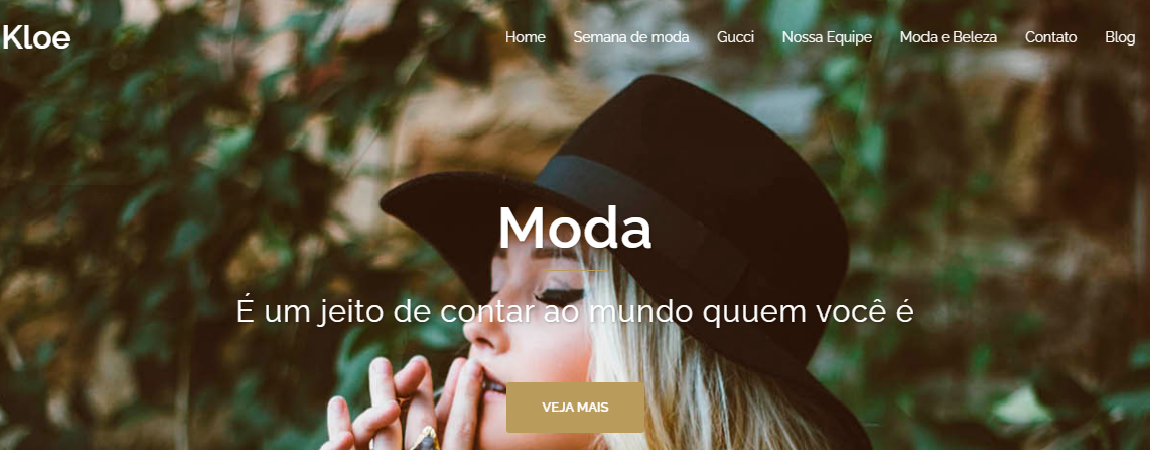 Kloe
Home Semana de moda Gucci Nossa Equipe Moda e Beleza Contato Blog
Moda
É um jeito de contar ao mundo quuem você é
VEJA MAIS